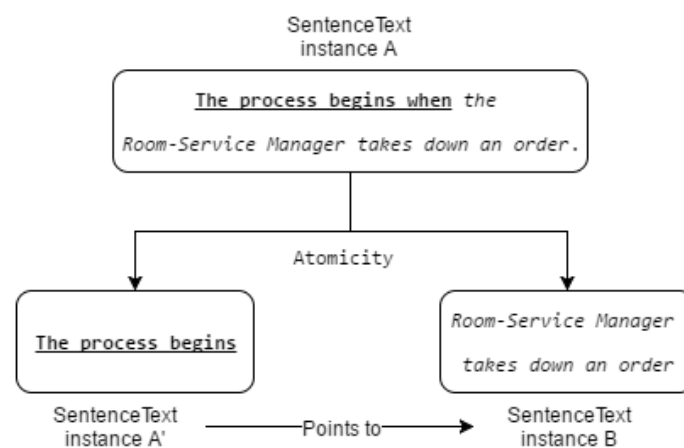 SentenceText
instance A
The process begins when the
Room-Service Manager takes down an order.
Atomicity
The process begins
Room-Service Manager
takes down an order
SentenceText
instance A'
Points to
SentenceText
instance B